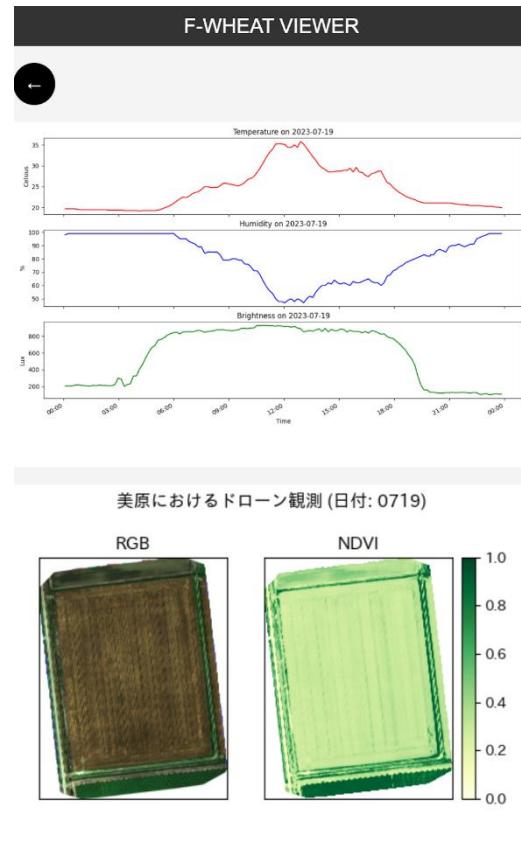 F-WHEAT VIEWER
←
Temperature on 2023-07-19
35
30
25
20
Celsius
Humidity on 2023-07-19
100
90
80
70
60
50
%
Brightness on 2023-07-19
800
600
400
200
Lux
00:00 03:00 06:00 09:00 12:00 15:00 18:00 21:00 00:00
Time
美原におけるドローン観測 (日付: 0719)
RGB NDVI
1.0
0.8
0.6
0.4
0.2
0.0